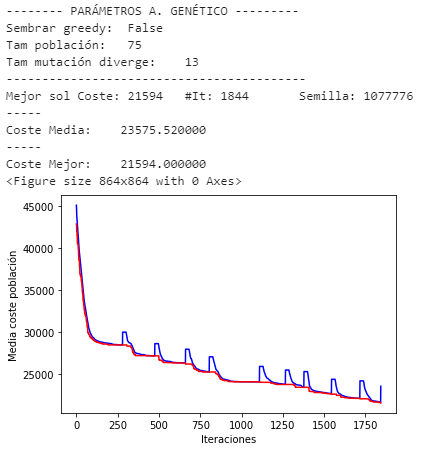 -------- PARÁMETROS A. GENÉTICO ---------
Sembrar greedy: False
Tam población: 75
Tam mutación diverge: 13
------------------------------------------
Mejor sol Coste: 21594 #It: 1844 Semilla: 1077776
-----
Coste Media: 23575.520000
-----
Coste Mejor: 21594.000000
<Figure size 864x864 with 0 Axes>
45000
40000
35000
30000
25000
Media coste población
0 250 500 750 1000 1250 1500 1750
Iteraciones